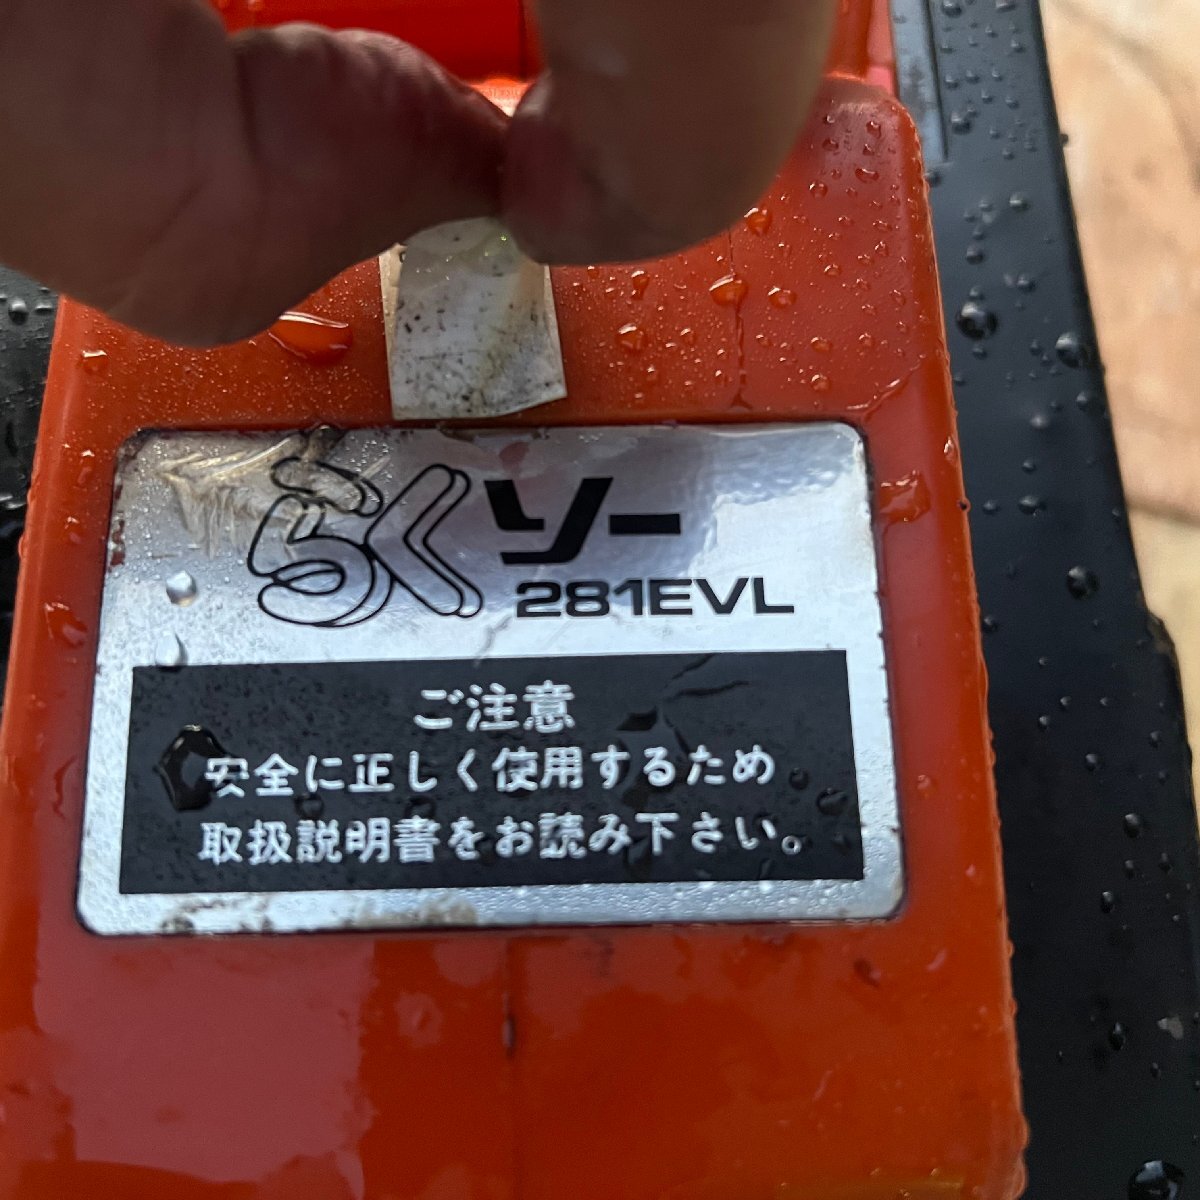 らくソー
281EVL
ご注意
安全に正しく使用するため
取扱説明書をお読み下さい。